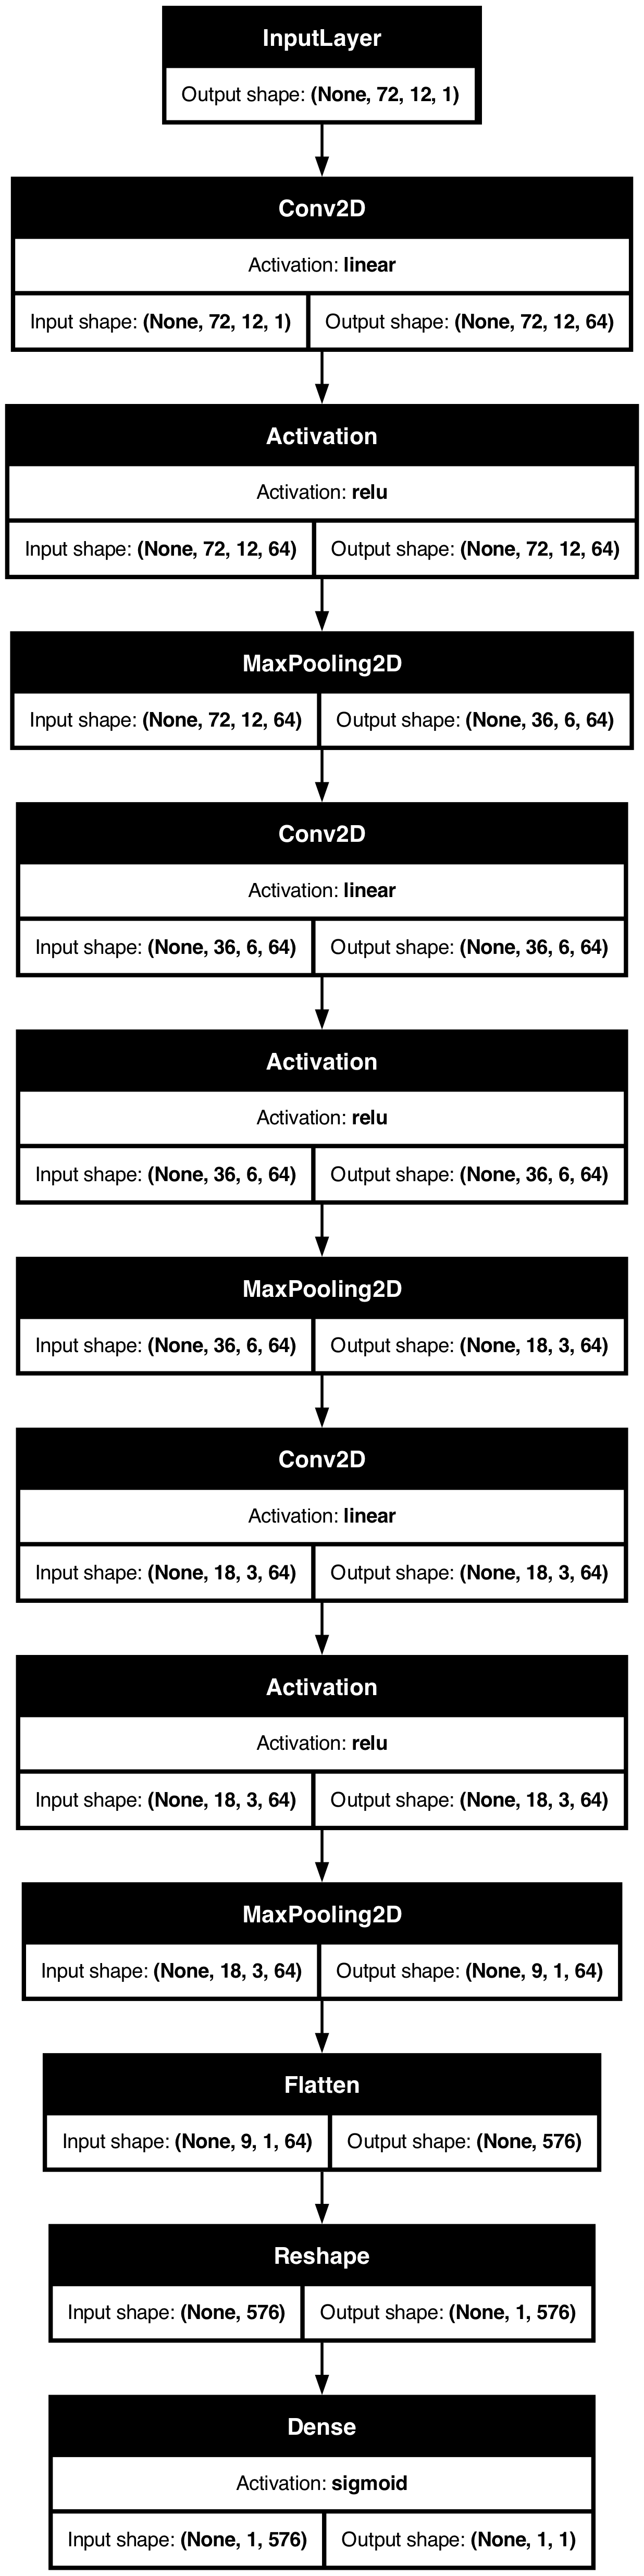 InputLayer
Output shape: (None, 72, 12, 1)
Conv2D
Activation: linear
Input shape: (None, 72, 12, 1) Output shape: (None, 72, 12, 64)
Activation
Activation: relu
Input shape: (None, 72, 12, 64) Output shape: (None, 72, 12, 64)
MaxPooling2D
Input shape: (None, 72, 12, 64) Output shape: (None, 36, 6, 64)
Conv2D
Activation: linear
Input shape: (None, 36, 6, 64) Output shape: (None, 36, 6, 64)
Activation
Activation: relu
Input shape: (None, 36, 6, 64) Output shape: (None, 36, 6, 64)
MaxPooling2D
Input shape: (None, 36, 6, 64) Output shape: (None, 18, 3, 64)
Conv2D
Activation: linear
Input shape: (None, 18, 3, 64) Output shape: (None, 18, 3, 64)
Activation
Activation: relu
Input shape: (None, 18, 3, 64) Output shape: (None, 18, 3, 64)
MaxPooling2D
Input shape: (None, 18, 3, 64) Output shape: (None, 9, 1, 64)
Flatten
Input shape: (None, 9, 1, 64) Output shape: (None, 576)
Reshape
Input shape: (None, 576) Output shape: (None, 1, 576)
Dense
Activation: sigmoid
Input shape: (None, 1, 576) Output shape: (None, 1, 1)